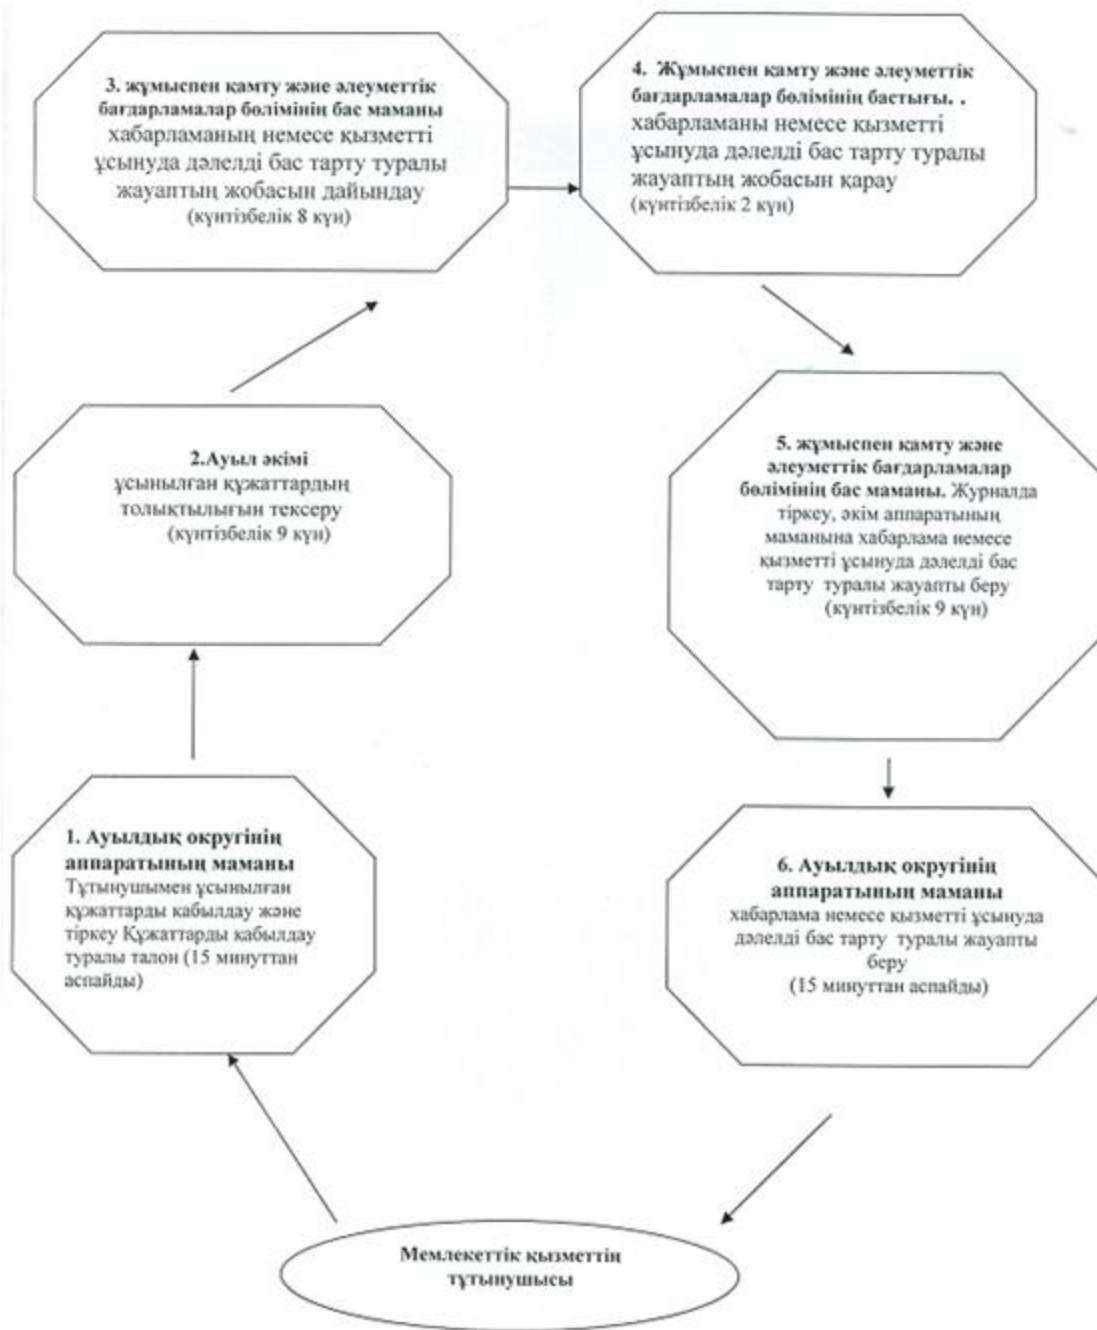 3. жұмыспен қамту және әлеуметтік
бағдарламалар бөлімінің бас маманы
хабарламаның немесе қызметті
ұсынуда дәлелді бас тарту туралы
жауаптың жобасын дайындау
(күнтізбелік 8 күн)
4. Жұмыспен қамту және әлеуметтік
бағдарламалар бөлімінің бастығы. .
хабарламаны немесе қызметті
ұсынуда дәлелді бас тарту туралы
жауаптың жобасын қарау
(күнтізбелік 2 күн)
2.Ауыл әкімі
ұсынылған құжаттардың
толықтылығын тексеру
(күнтізбелік 9 күн)
5. жұмыспен қамту және
әлеуметтік бағдарламалар
бөлімінің бас маманы. Журналда
тіркеу, әкім аппаратының
маманына хабарлама немесе
қызметті ұсынуда дәлелді бас
тарту туралы жауапты беру
(күнтізбелік 9 күн)
1. Ауылдық округінің
аппаратының маманы
Тұтынушымен ұсынылған
құжаттарды қабылдау және
тіркеу Құжаттарды қабылдау
туралы талон (15 минуттан
аспайды)
6. Ауылдық округінің
аппаратының маманы
хабарлама немесе қызметті ұсынуда
дәлелді бас тарту туралы жауапты
беру
(15 минуттан аспайды)
Мемлекеттік қызметтің
тұтынушысы